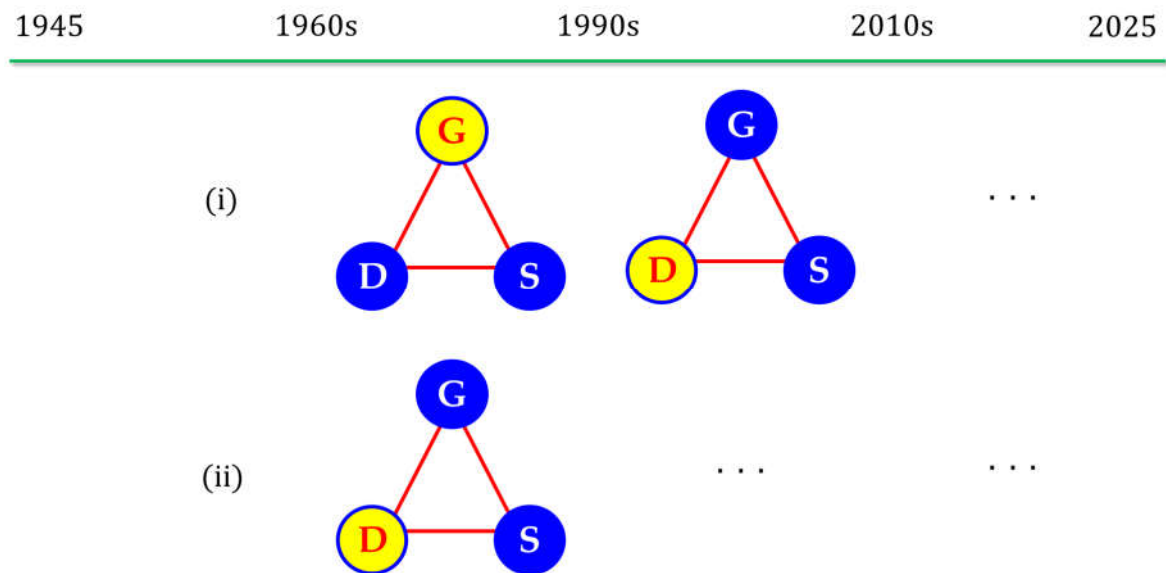 1945 1960s 1990s 2010s 2025
G G
(i) . . .
D S D S
G
(ii) . . . . . .
D S